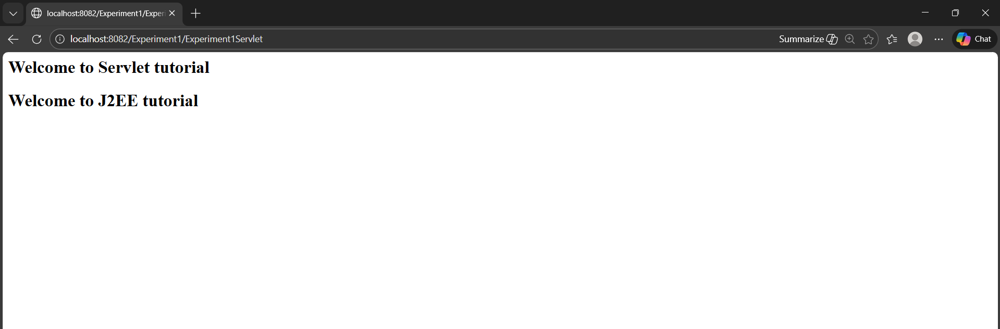 localhost:8082/Experiment1/Exper
localhost:8082/Experiment1/Experiment1Servlet
Summarize
Chat
Welcome to Servlet tutorial
Welcome to J2EE tutorial